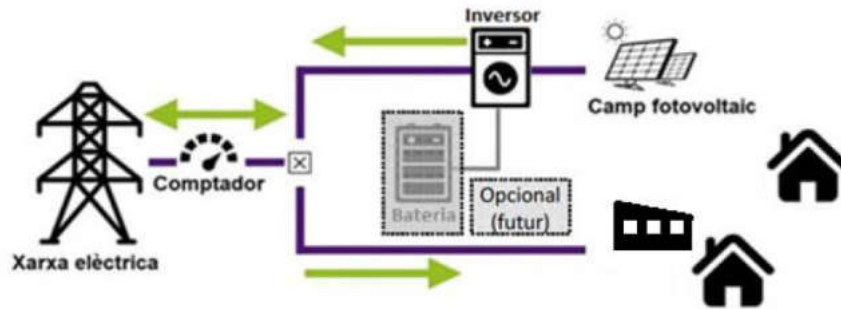 Inversor
Camp fotovoltaic
Comptador
Bateria
Opcional
(futur)
Xarxa elèctrica